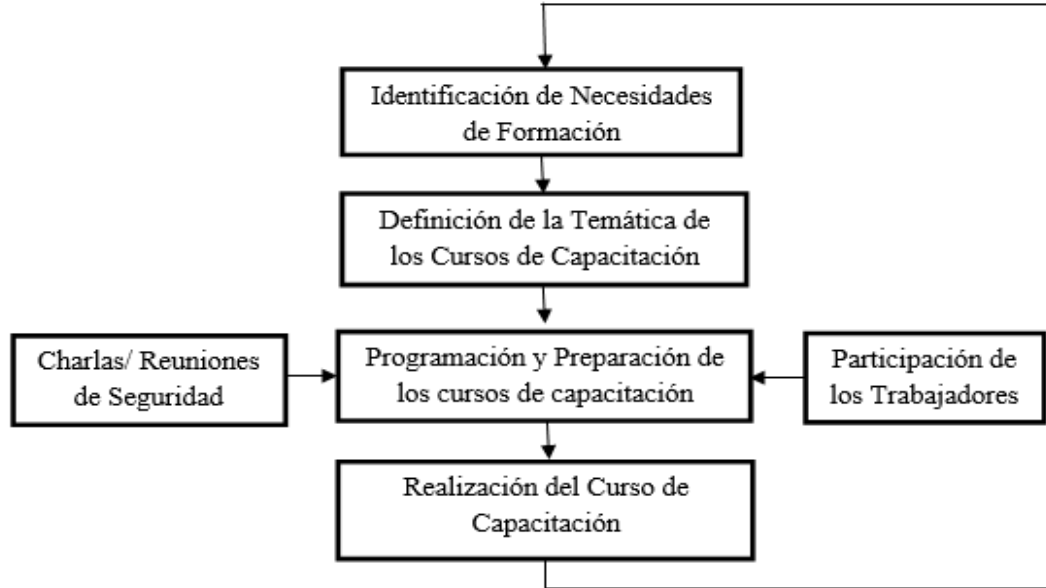 Identificación de Necesidades
de Formación
Definición de la Temática de
los Cursos de Capacitación
Charlas/ Reuniones
de Seguridad
Programación y Preparación de
los cursos de capacitación
Participación de
los Trabajadores
Realización del Curso de
Capacitación